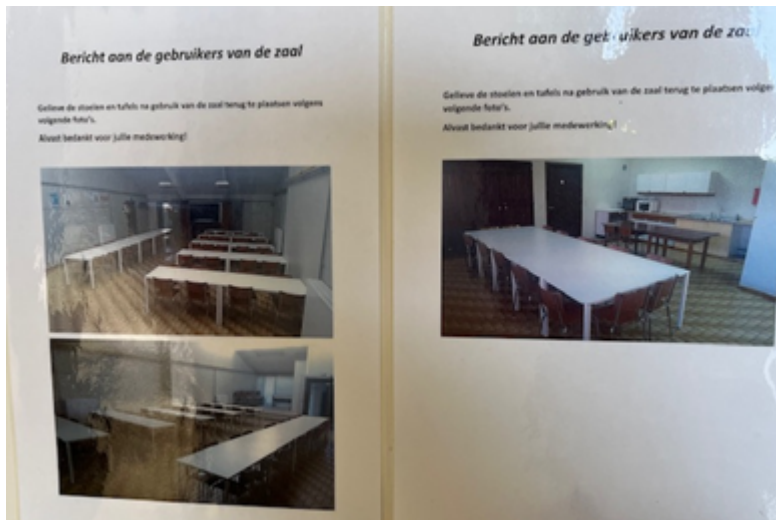 Bericht aan de gebruikers van de zaal
Gelieve de stoelen en tafels na gebruik van de zaal terug te plaatsen volgens
volgende foto's.
Alvast bedankt voor jullie medewerking!
Bericht aan de gebruikers van de zaal
Gelieve de stoelen en tafels na gebruik van de zaal terug te plaatsen volgens
volgende foto's.
Alvast bedankt voor jullie medewerking!